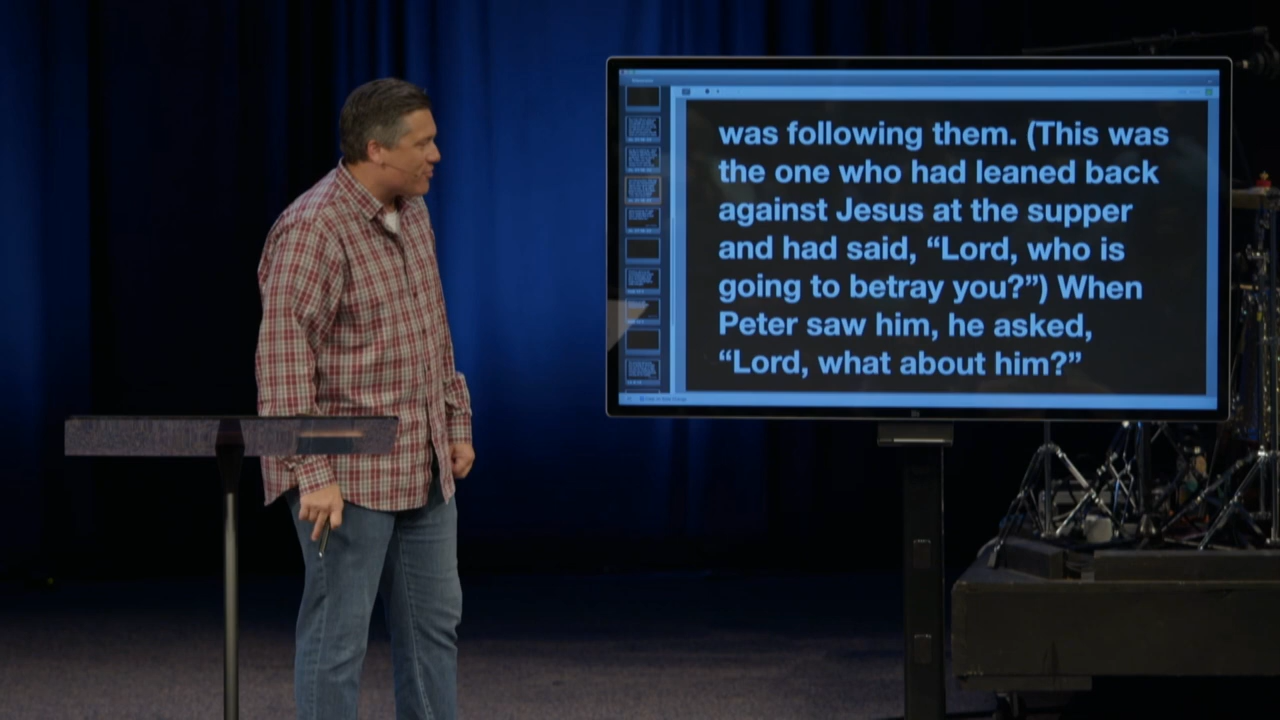 was following them. (This was
the one who had leaned back
against Jesus at the supper
and had said, “Lord, who is
going to betray you?”) When
Peter saw him, he asked,
“Lord, what about him?”